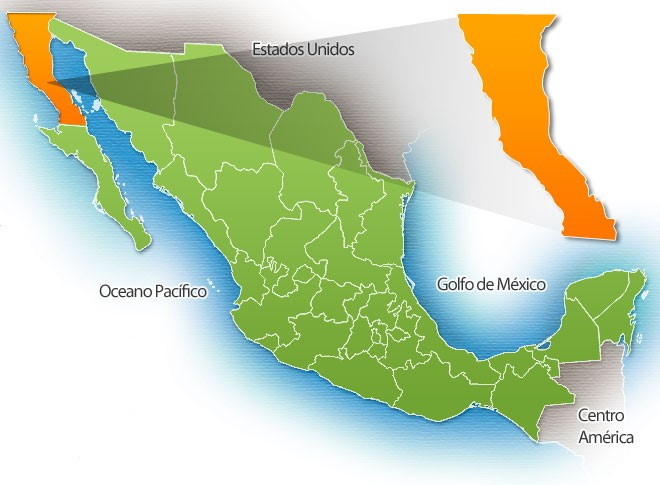 Estados Unidos
Oceano Pacífico
Golfo de México
Centro
América